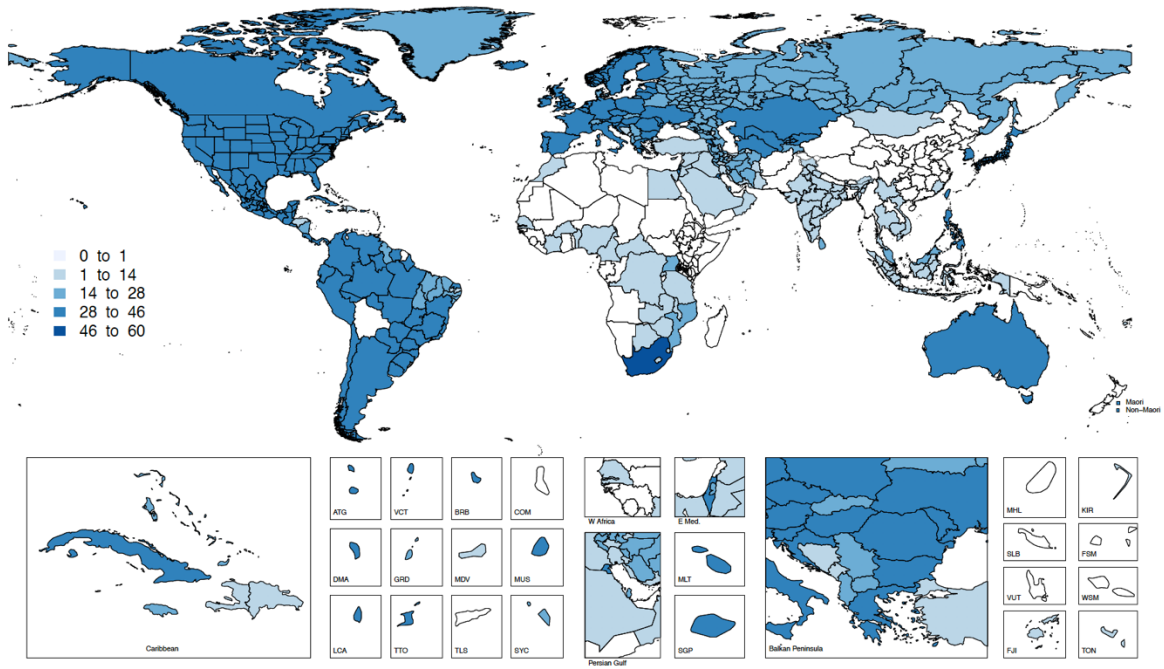 0 to 1
1 to 14
14 to 28
28 to 46
46 to 60
Maori
Non−Maori
Caribbean
ATG
VCT
BRB
COM
DMA
GRD
MDV
MUS
LCA
TTO
TLS
SYC
W Africa
E Med.
Persian Gulf
MLT
SGP
Balkan Peninsula
MHL
KIR
SLB
FSM
VUT
WSM
FJI
TON